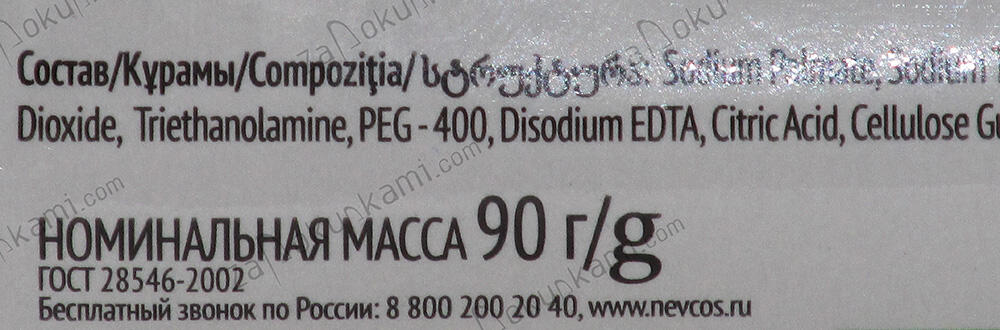 Состав/Құрамы/Compoziţia/სტრუქტურა: Sodium Palmate, Sodium
Dioxide, Triethanolamine, PEG - 400, Disodium EDTA, Citric Acid, Cellulose
НОМИНАЛЬНАЯ МАССА 90 г/g
ГОСТ 28546-2002
Бесплатный звонок по России: 8 800 200 20 40, www.nevcos.ru